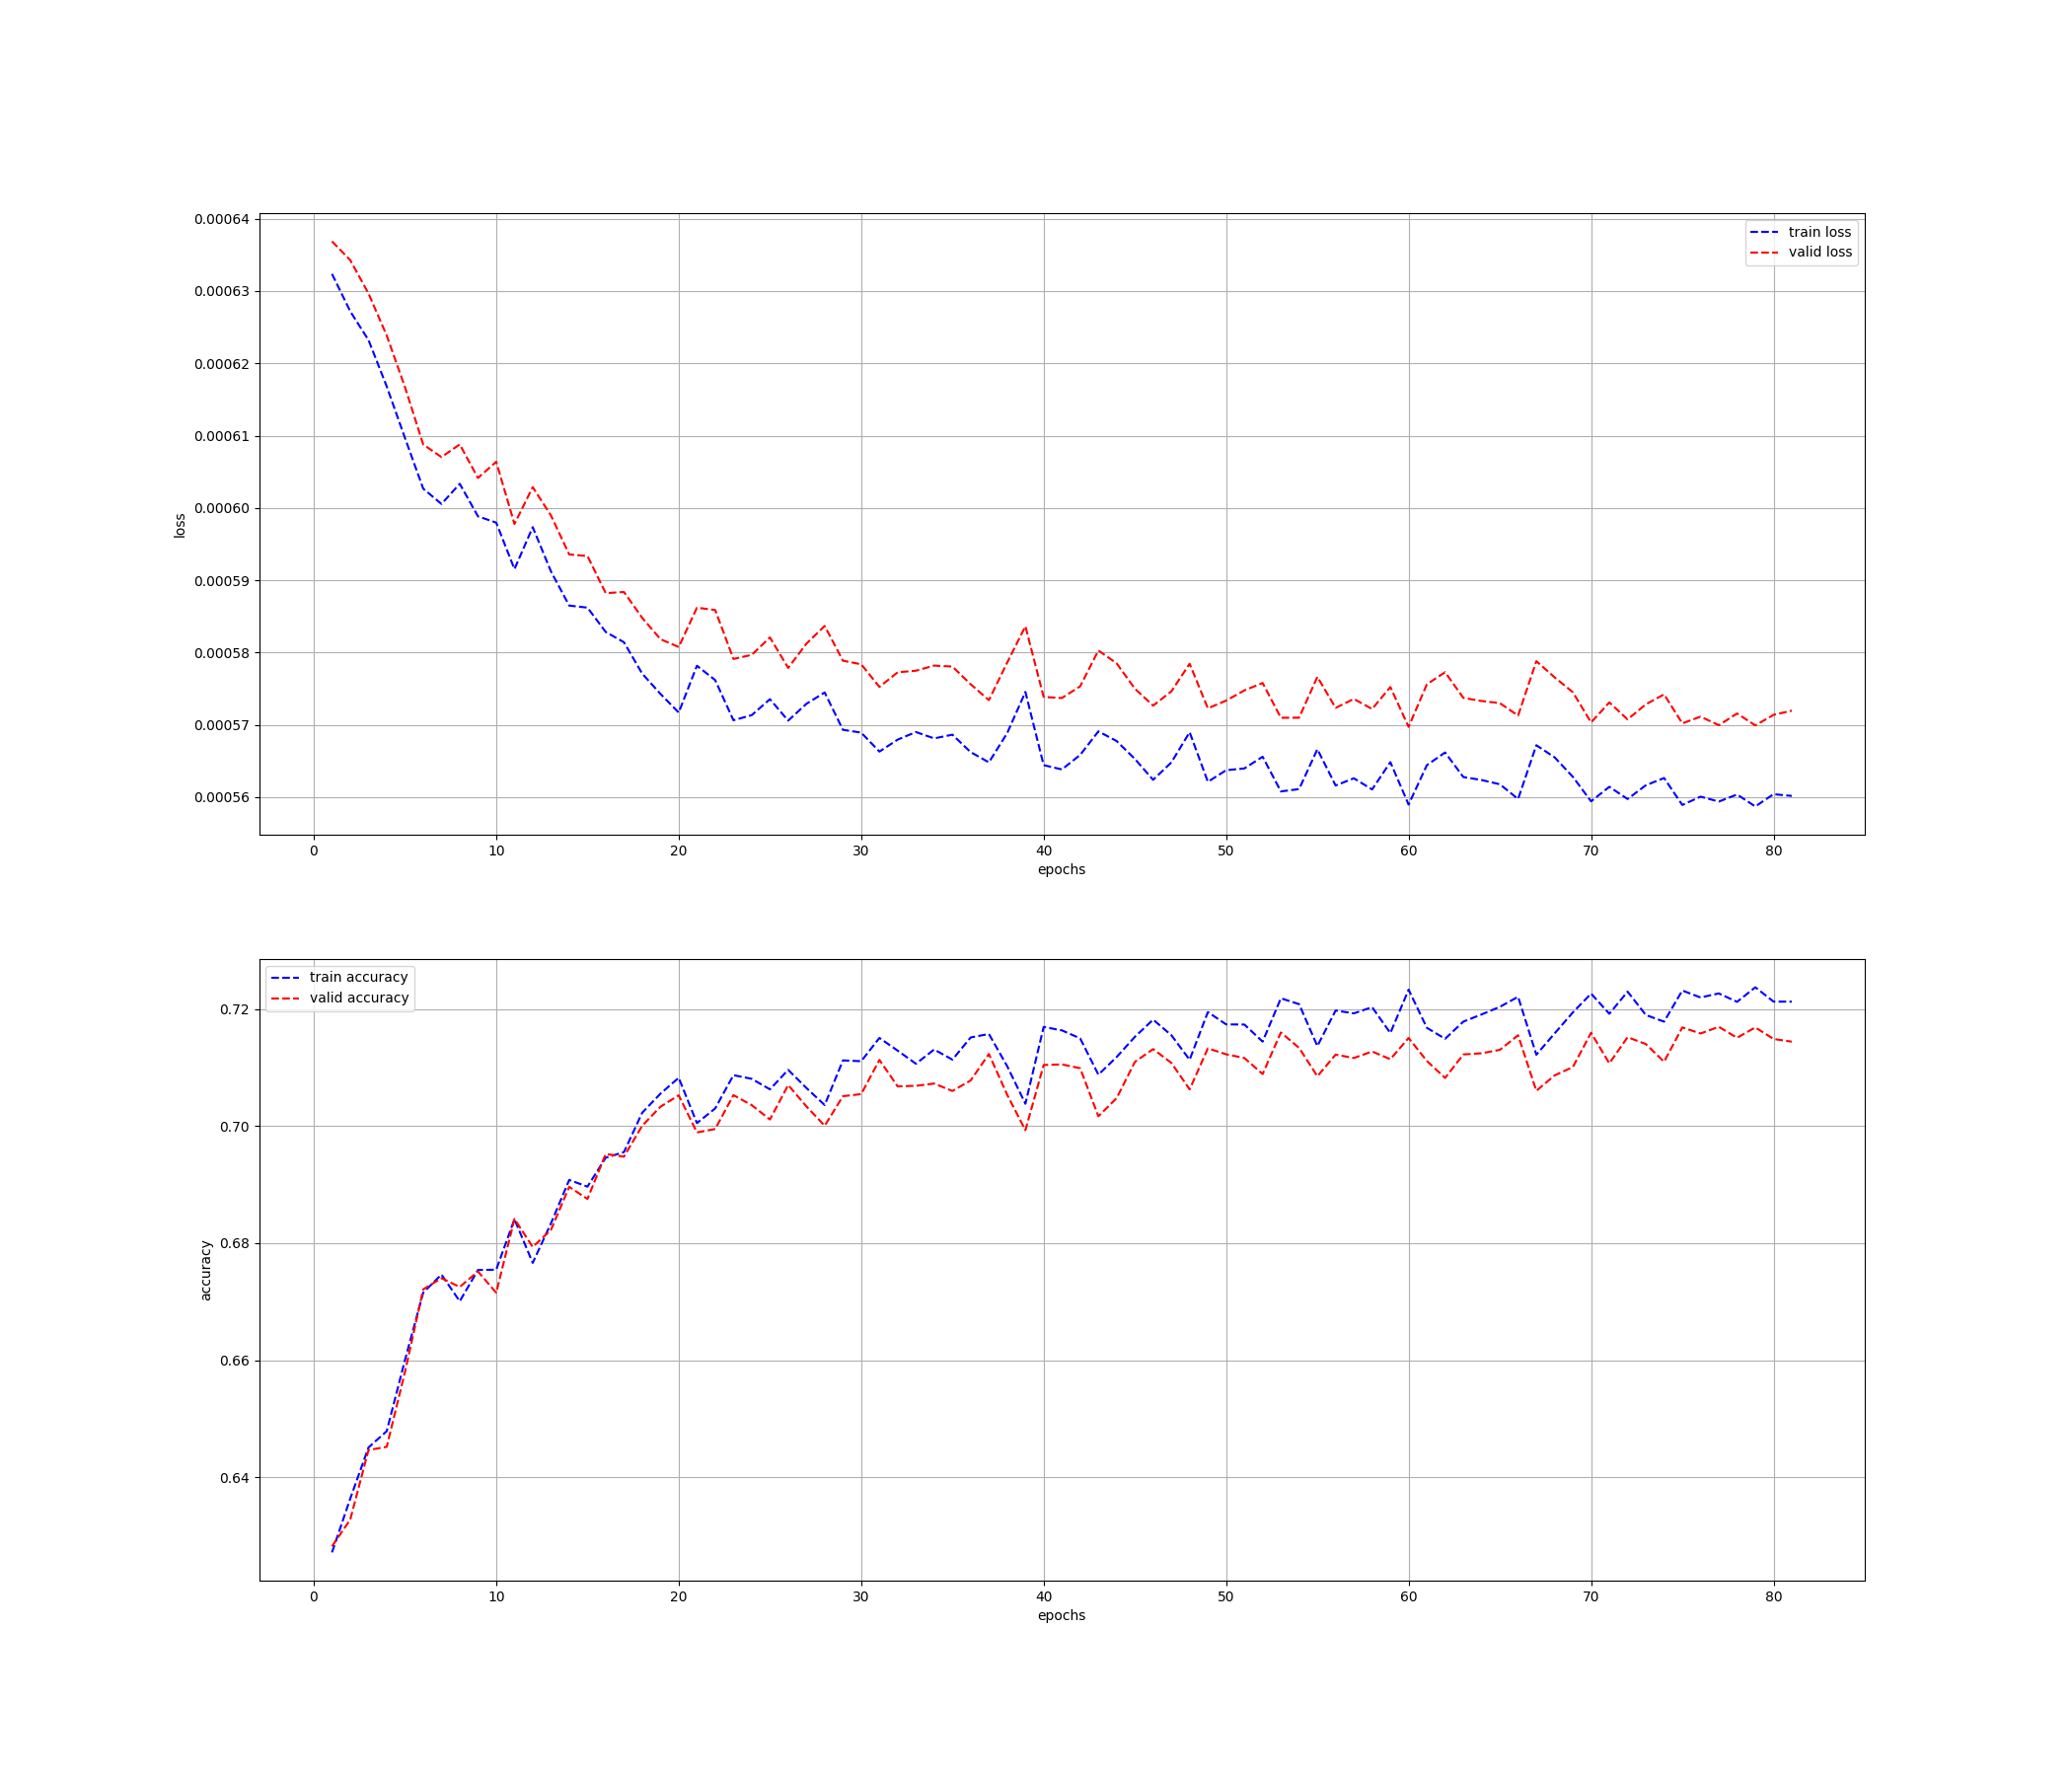 0.00064
0.00063
0.00062
0.00061
0.00060
0.00059
0.00058
0.00057
0.00056
loss
train loss
valid loss
0 10 20 30 40 50 60 70 80
epochs
train accuracy
valid accuracy
0.72
0.70
0.68
0.66
0.64
accuracy
0 10 20 30 40 50 60 70 80
epochs